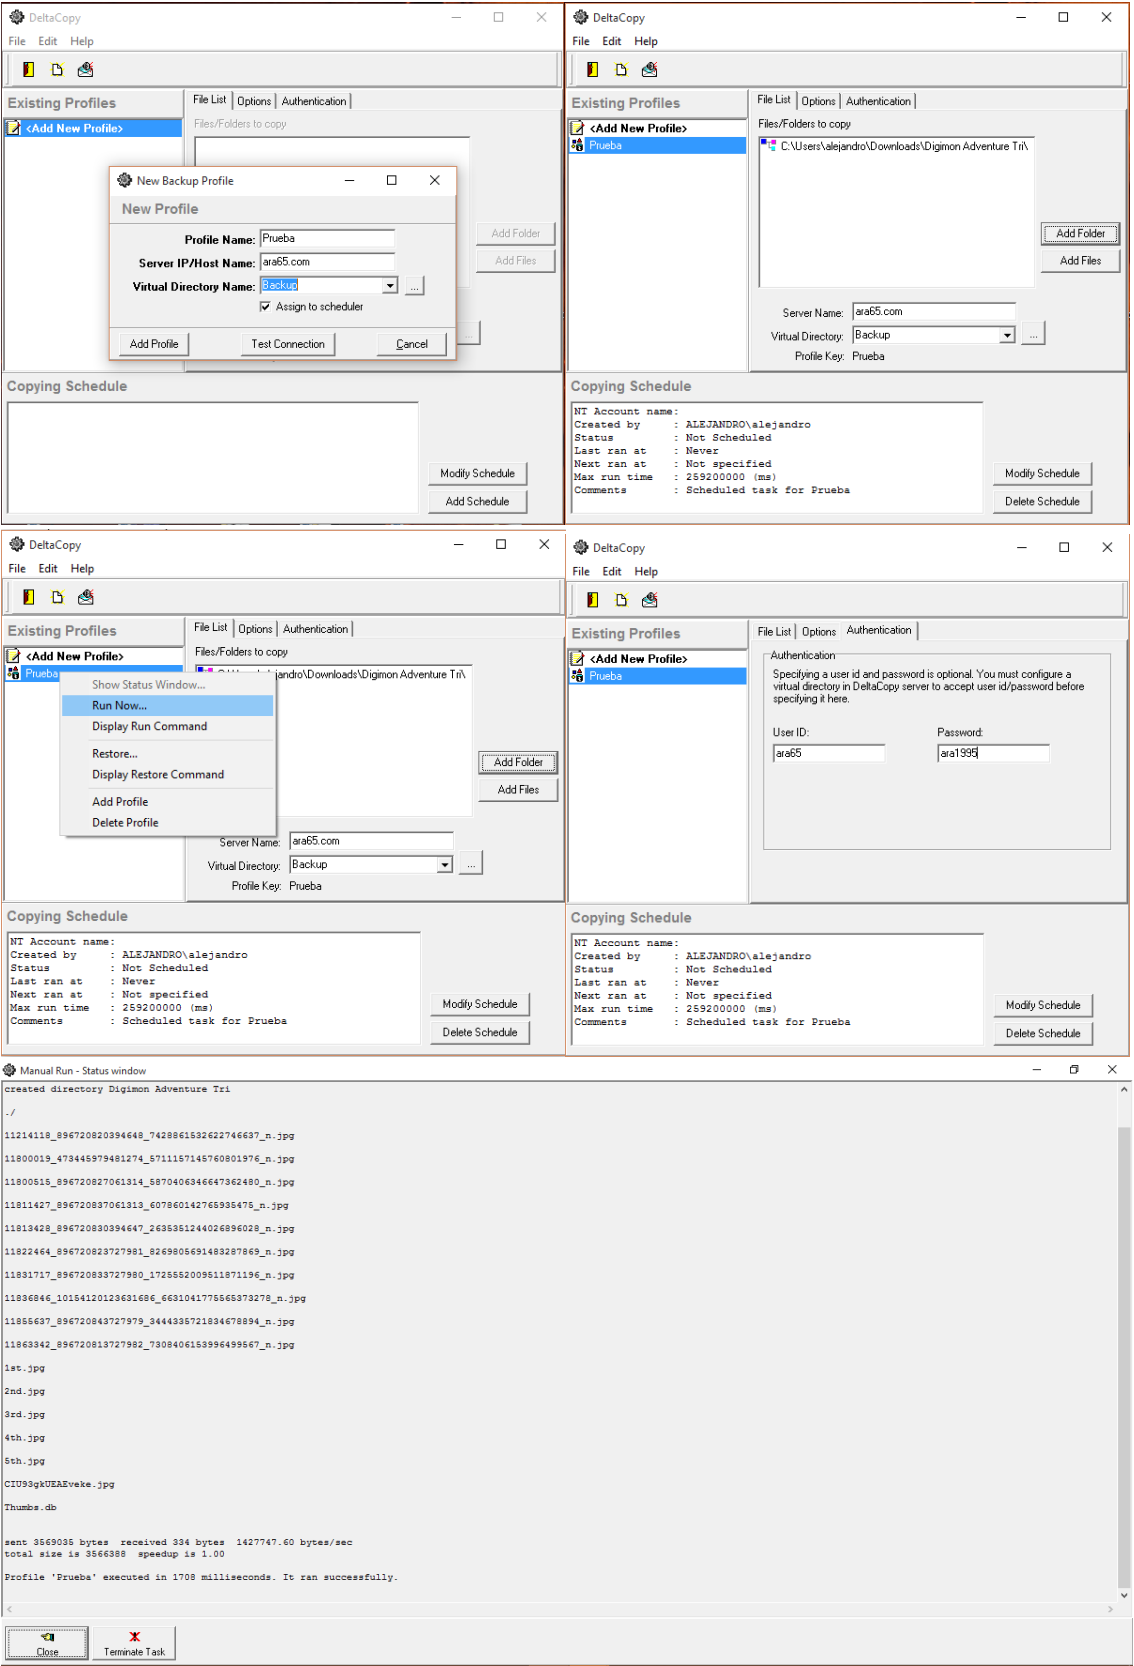 DeltaCopy
File Edit Help
Existing Profiles
<Add New Profile>
File List Options Authentication
Files/Folders to copy
New Backup Profile
New Profile
Profile Name: Prueba
Server IP/Host Name: ara65.com
Virtual Directory Name: Backup
...
Assign to scheduler
Add Profile Test Connection Cancel
Add Folder
Add Files
...
Copying Schedule
Modify Schedule
Add Schedule
DeltaCopy
File Edit Help
Existing Profiles
<Add New Profile>
Prueba
File List Options Authentication
Files/Folders to copy
C:\Users\alejandro\Downloads\Digimon Adventure Tri\
Add Folder
Add Files
Server Name: ara65.com
Virtual Directory: Backup
...
Profile Key: Prueba
Copying Schedule
NT Account name:
Created by : ALEJANDRO\alejandro
Status : Not Scheduled
Last ran at : Never
Next ran at : Not specified
Max run time : 259200000 (ms)
Comments : Scheduled task for Prueba
Modify Schedule
Delete Schedule
DeltaCopy
File Edit Help
Existing Profiles
<Add New Profile>
Prueba
File List Options Authentication
Files/Folders to copy
andro\Downloads\Digimon Adventure Tri\
Show Status Window...
Run Now...
Display Run Command
Restore...
Display Restore Command
Add Profile
Delete Profile
Add Folder
Add Files
Server Name: ara65.com
Virtual Directory: Backup
...
Profile Key: Prueba
Copying Schedule
NT Account name:
Created by : ALEJANDRO\alejandro
Status : Not Scheduled
Last ran at : Never
Next ran at : Not specified
Max run time : 259200000 (ms)
Comments : Scheduled task for Prueba
Modify Schedule
Delete Schedule
DeltaCopy
File Edit Help
Existing Profiles
<Add New Profile>
Prueba
File List Options Authentication
Authentication
Specifying a user id and password is optional. You must configure a
virtual directory in DeltaCopy server to accept user id/password before
specifying it here.
User ID: Password:
ara65 ara1995
Copying Schedule
NT Account name:
Created by : ALEJANDRO\alejandro
Status : Not Scheduled
Last ran at : Never
Next ran at : Not specified
Max run time : 259200000 (ms)
Comments : Scheduled task for Prueba
Modify Schedule
Delete Schedule
Manual Run - Status window
created directory Digimon Adventure Tri
./
11214118_896720820394648_7428861532622746637_n.jpg
11800019_473445979481274_5711157145760801976_n.jpg
11800515_896720827061314_5870406346647362480_n.jpg
11811427_896720837061313_607860142765935475_n.jpg
11813428_896720830394647_2635351244026896028_n.jpg
11822464_896720823727981_8269805691483287869_n.jpg
11831717_896720833727980_1725552009511871196_n.jpg
11836846_10154120123631686_6631041775565373278_n.jpg
11855637_896720843727979_3444335721834678894_n.jpg
11863342_896720813727982_7308406153996499567_n.jpg
1st.jpg
2nd.jpg
3rd.jpg
4th.jpg
5th.jpg
CIU93gkUEAEveke.jpg
Thumbs.db
sent 3569035 bytes received 334 bytes 1427747.60 bytes/sec
total size is 3566388 speedup is 1.00
Profile 'Prueba' executed in 1708 milliseconds. It ran successfully.
Close Terminate Task